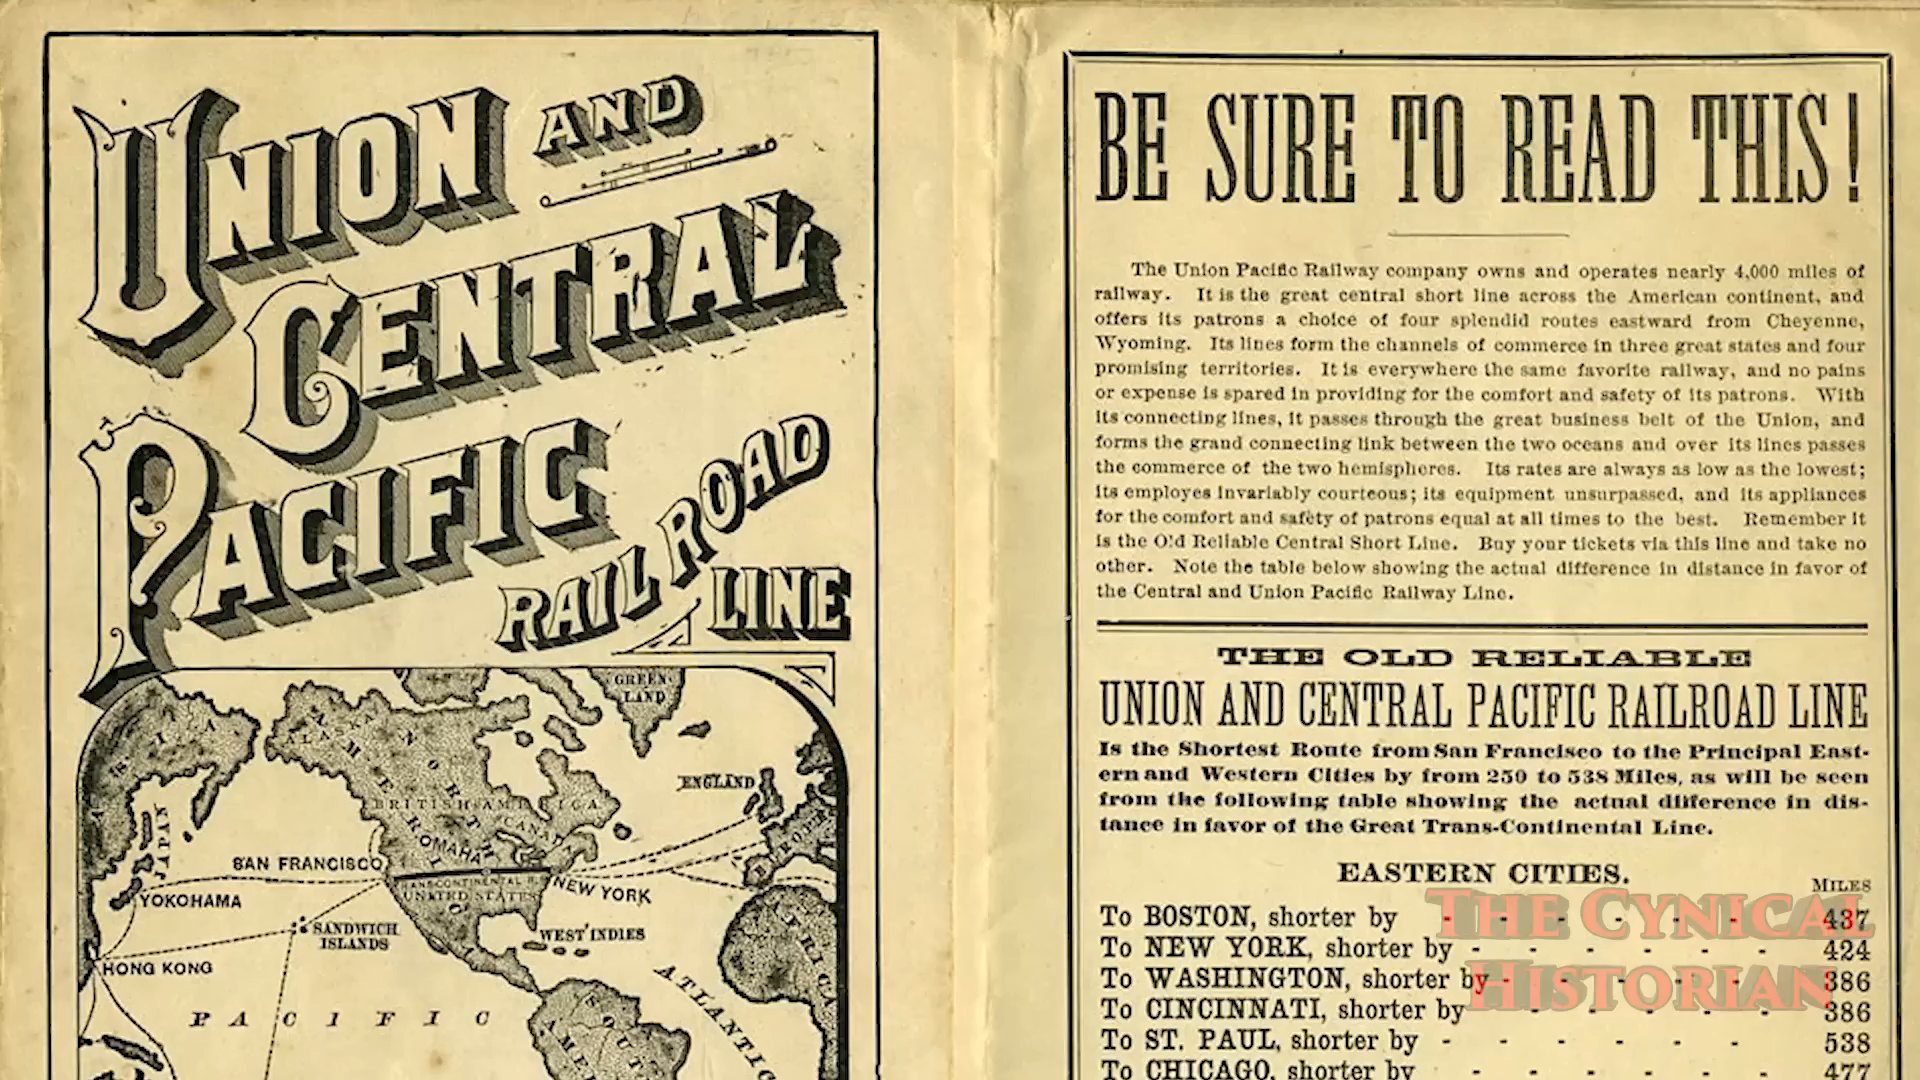 UNION AND
CENTRAL
PACIFIC
RAILROAD
LINE
GREEN-
LAND
ASIA
ALASKA
NORTH
AMERICA
BRITISH AMERICA
CANADA
ENGLAND
EUROPE
JAPAN
OMAHA
SAN FRANCISCO
TRANSCONTINENTAL R.
UNITED STATES
NEW YORK
YOKOHAMA
SANDWICH
ISLANDS
WEST INDIES
HONG KONG
AFRICA
ATLANTIC
PACIFIC
SOUTH
AME
BE SURE TO READ THIS!
The Union Pacific Railway company owns and operates nearly 4,000 miles of
railway. It is the great central short line across the American continent, and
offers its patrons a choice of four splendid routes eastward from Cheyenne,
Wyoming. Its lines form the channels of commerce in three great states and four
promising territories. It is everywhere the same favorite railway, and no pains
or expense is spared in providing for the comfort and safety of its patrons. With
its connecting lines, it passes through the great business belt of the Union, and
forms the grand connecting link between the two oceans and over its lines passes
the commerce of the two hemispheres. Its rates are always as low as the lowest;
its employes invariably courteous; its equipment unsurpassed, and its appliances
for the comfort and safety of patrons equal at all times to the best. Remember it
is the Old Reliable Central Short Line. Buy your tickets via this line and take no
other. Note the table below showing the actual difference in distance in favor of
the Central and Union Pacific Railway Line.
THE OLD RELIABLE
UNION AND CENTRAL PACIFIC RAILROAD LINE
Is the Shortest Route from San Francisco to the Principal East-
ern and Western Cities by from 250 to 538 Miles, as will be seen
from the following table showing the actual difference in dis-
tance in favor of the Great Trans-Continental Line.
EASTERN CITIES.
MILES
To BOSTON, shorter by - - - - - - 437
To NEW YORK, shorter by - - - - - - 424
To WASHINGTON, shorter by - - - - - 386
To CINCINNATI, shorter by - - - - - 386
To ST. PAUL, shorter by - - - - - - 538
To CHICAGO, shorter by - - - - - - 477
THE CYNICAL
HISTORIAN